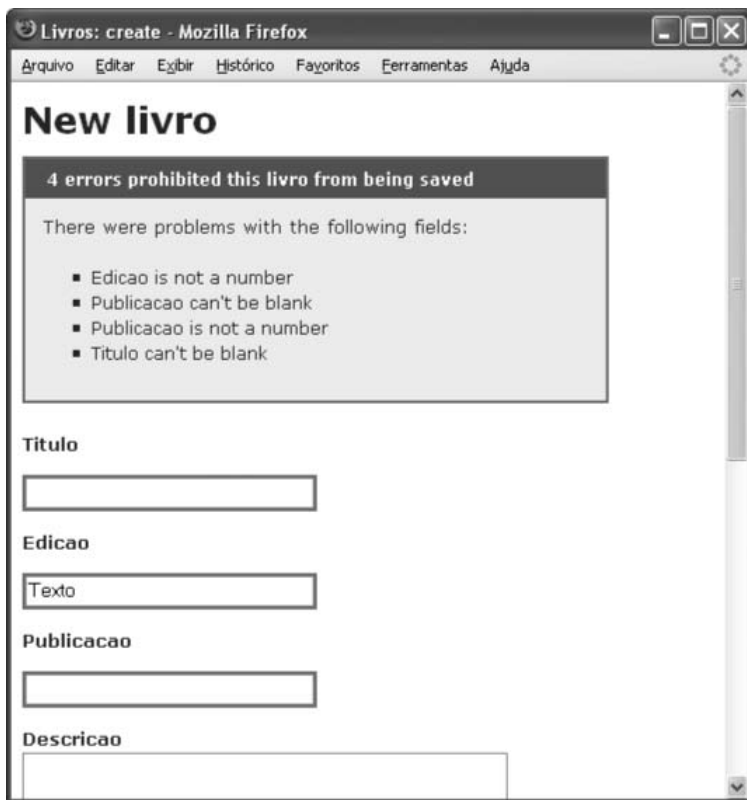 Livros: create - Mozilla Firefox
Arquivo Editar Exibir Histórico Favoritos Ferramentas Ajuda
New livro
4 errors prohibited this livro from being saved
There were problems with the following fields:
Edicao is not a number
Publicacao can't be blank
Publicacao is not a number
Titulo can't be blank
Titulo
Edicao
Texto
Publicacao
Descricao